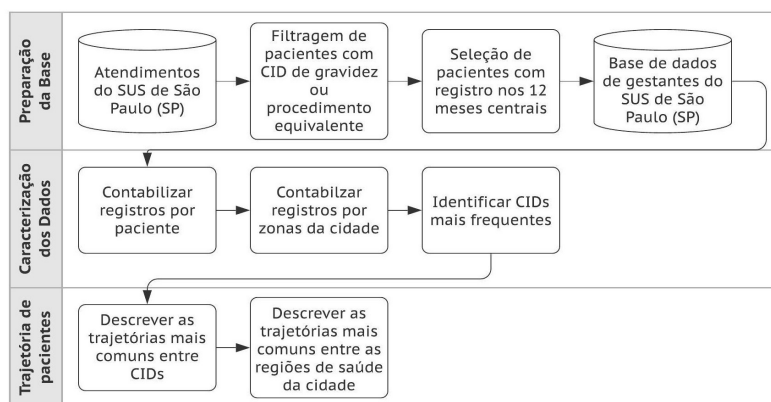 Preparação
da Base
Atendimentos
do SUS de São
Paulo (SP)
Filtragem de
pacientes com
CID de gravidez
ou
procedimento
equivalente
Seleção de
pacientes com
registro nos 12
meses centrais
Base de dados
de gestantes do
SUS de São
Paulo (SP)
Caracterização
dos Dados
Contabilizar
registros por
paciente
Contabilzar
registros por
zonas da cidade
Identificar CIDs
mais frequentes
Trajetória de
pacientes
Descrever as
trajetórias mais
comuns entre
CIDs
Descrever as
trajetórias mais
comuns entre as
regiões de saúde
da cidade